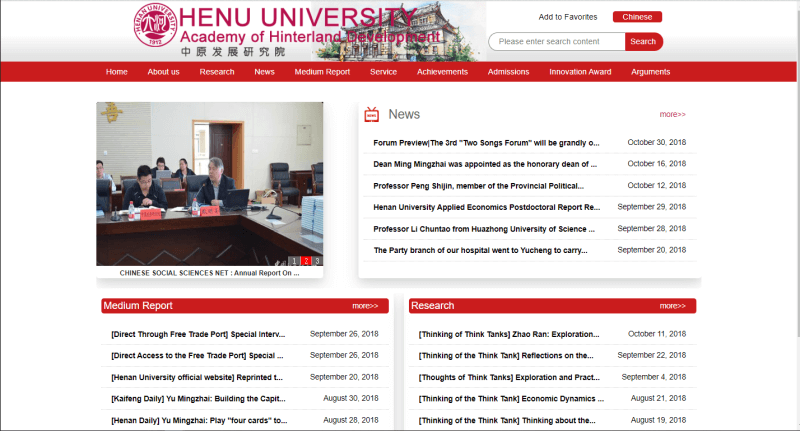 HENU UNIVERSITY
Academy of Hinterland Development
中原发展研究院
1912
Add to Favorites Chinese
Please enter search content Search
Home About us Research News Medium Report Service Achievements Admissions Innovation Award Arguments
1 2 3
CHINESE SOCIAL SCIENCES NET : Annual Report On ...
News more>>
Forum Preview|The 3rd "Two Songs Forum" will be grandly o... October 30, 2018
Dean Ming Mingzhai was appointed as the honorary dean of ... October 16, 2018
Professor Peng Shijin, member of the Provincial Political... October 12, 2018
Henan University Applied Economics Postdoctoral Report Re... September 29, 2018
Professor Li Chuntao from Huazhong University of Science ... September 28, 2018
The Party branch of our hospital went to Yucheng to carry... September 20, 2018
Medium Report more>>
[Direct Through Free Trade Port] Special Interv... September 26, 2018
[Direct Access to the Free Trade Port] Special ... September 26, 2018
[Henan University official website] Reprinted t... September 20, 2018
[Kaifeng Daily] Yu Mingzhai: Building the Capit... August 30, 2018
[Henan Daily] Yu Mingzhai: Play "four cards" to... August 28, 2018
Research more>>
[Thinking of Think Tanks] Zhao Ran: Exploration... October 11, 2018
[Thinking of the Think Tank] Reflections on the... September 22, 2018
[Thoughts of Think Tanks] Exploration and Pract... September 4, 2018
[Thinking of the Think Tank] Economic Dynamics ... August 21, 2018
[Thinking of the Think Tank] Thinking about the... August 19, 2018